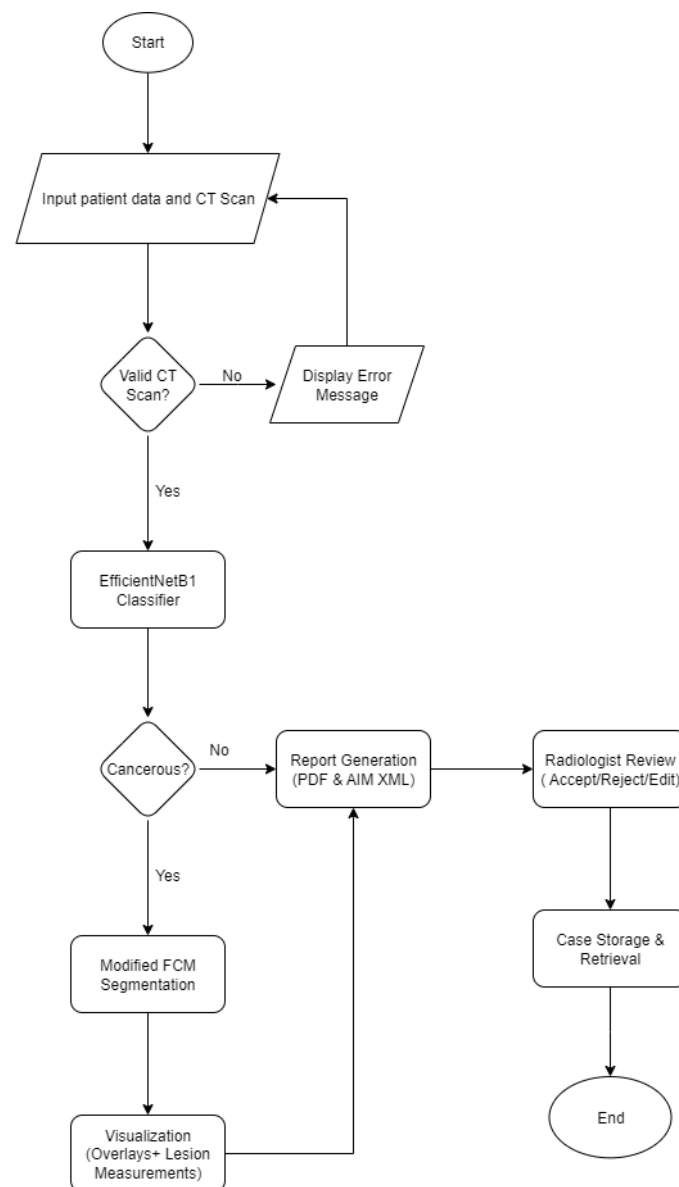 Start
Input patient data and CT Scan
Valid CT
Scan?
No
Display Error
Message
Yes
EfficientNetB1
Classifier
Cancerous?
No
Report Generation
(PDF & AIM XML)
Radiologist Review
( Accept/Reject/Edit)
Yes
Modified FCM
Segmentation
Case Storage &
Retrieval
Visualization
(Overlays+ Lesion
Measurements)
End